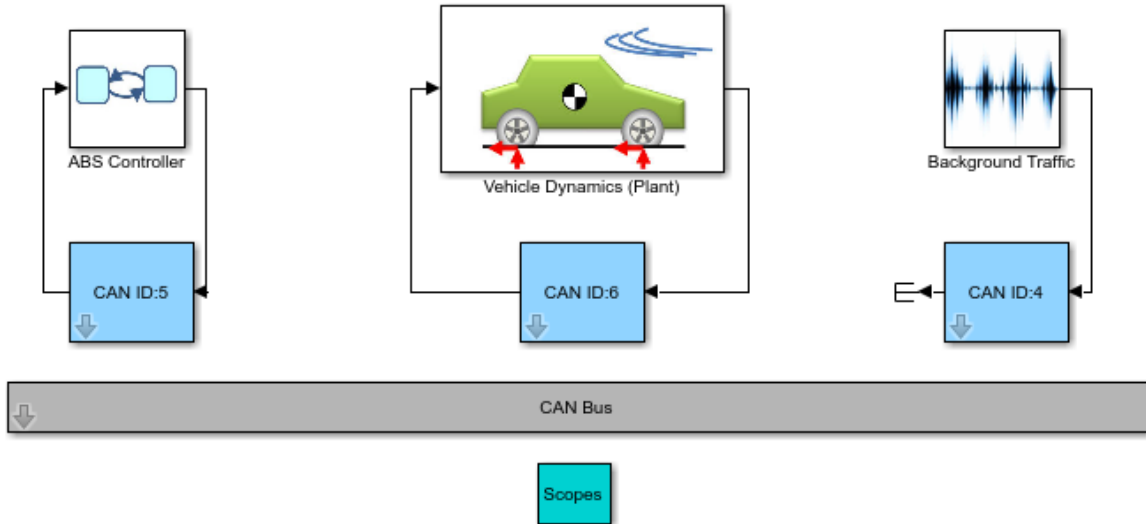 ABS Controller
Vehicle Dynamics (Plant)
Background Traffic
CAN ID:5
CAN ID:6
CAN ID:4
CAN Bus
Scopes